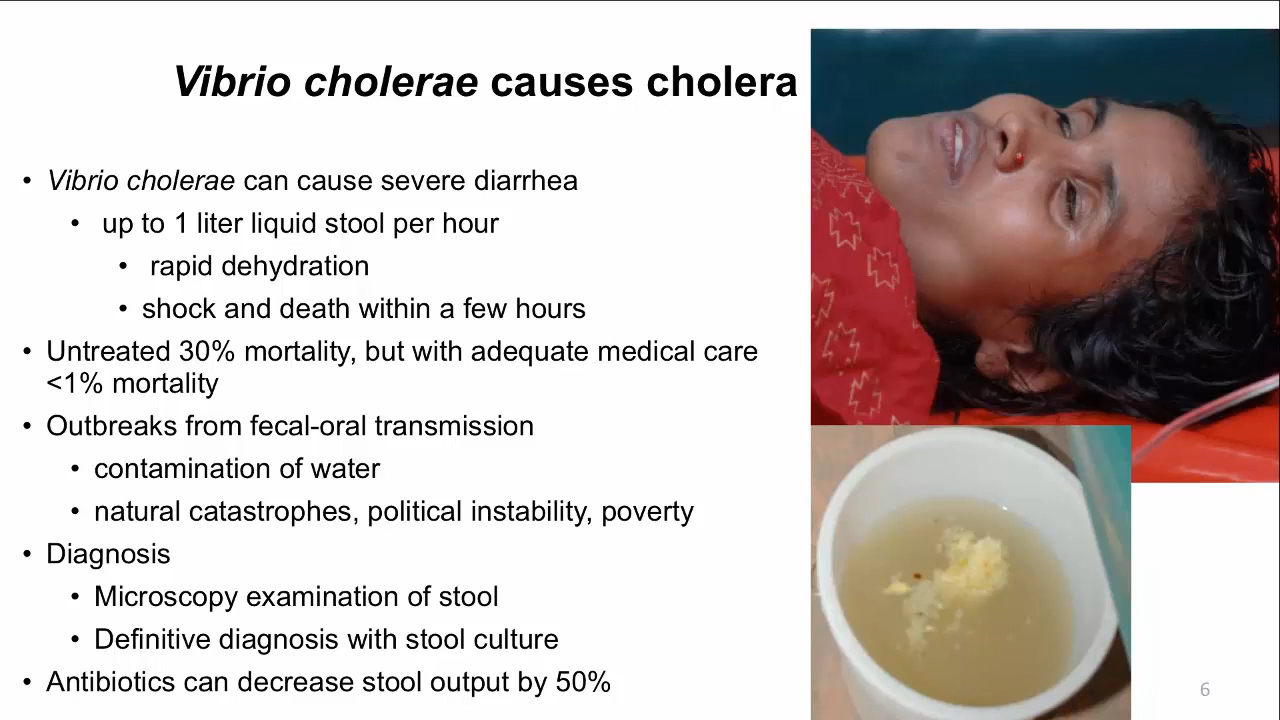 Vibrio cholerae causes cholera
• Vibrio cholerae can cause severe diarrhea
• up to 1 liter liquid stool per hour
• rapid dehydration
• shock and death within a few hours
• Untreated 30% mortality, but with adequate medical care
<1% mortality
• Outbreaks from fecal-oral transmission
• contamination of water
• natural catastrophes, political instability, poverty
• Diagnosis
• Microscopy examination of stool
• Definitive diagnosis with stool culture
• Antibiotics can decrease stool output by 50%
6